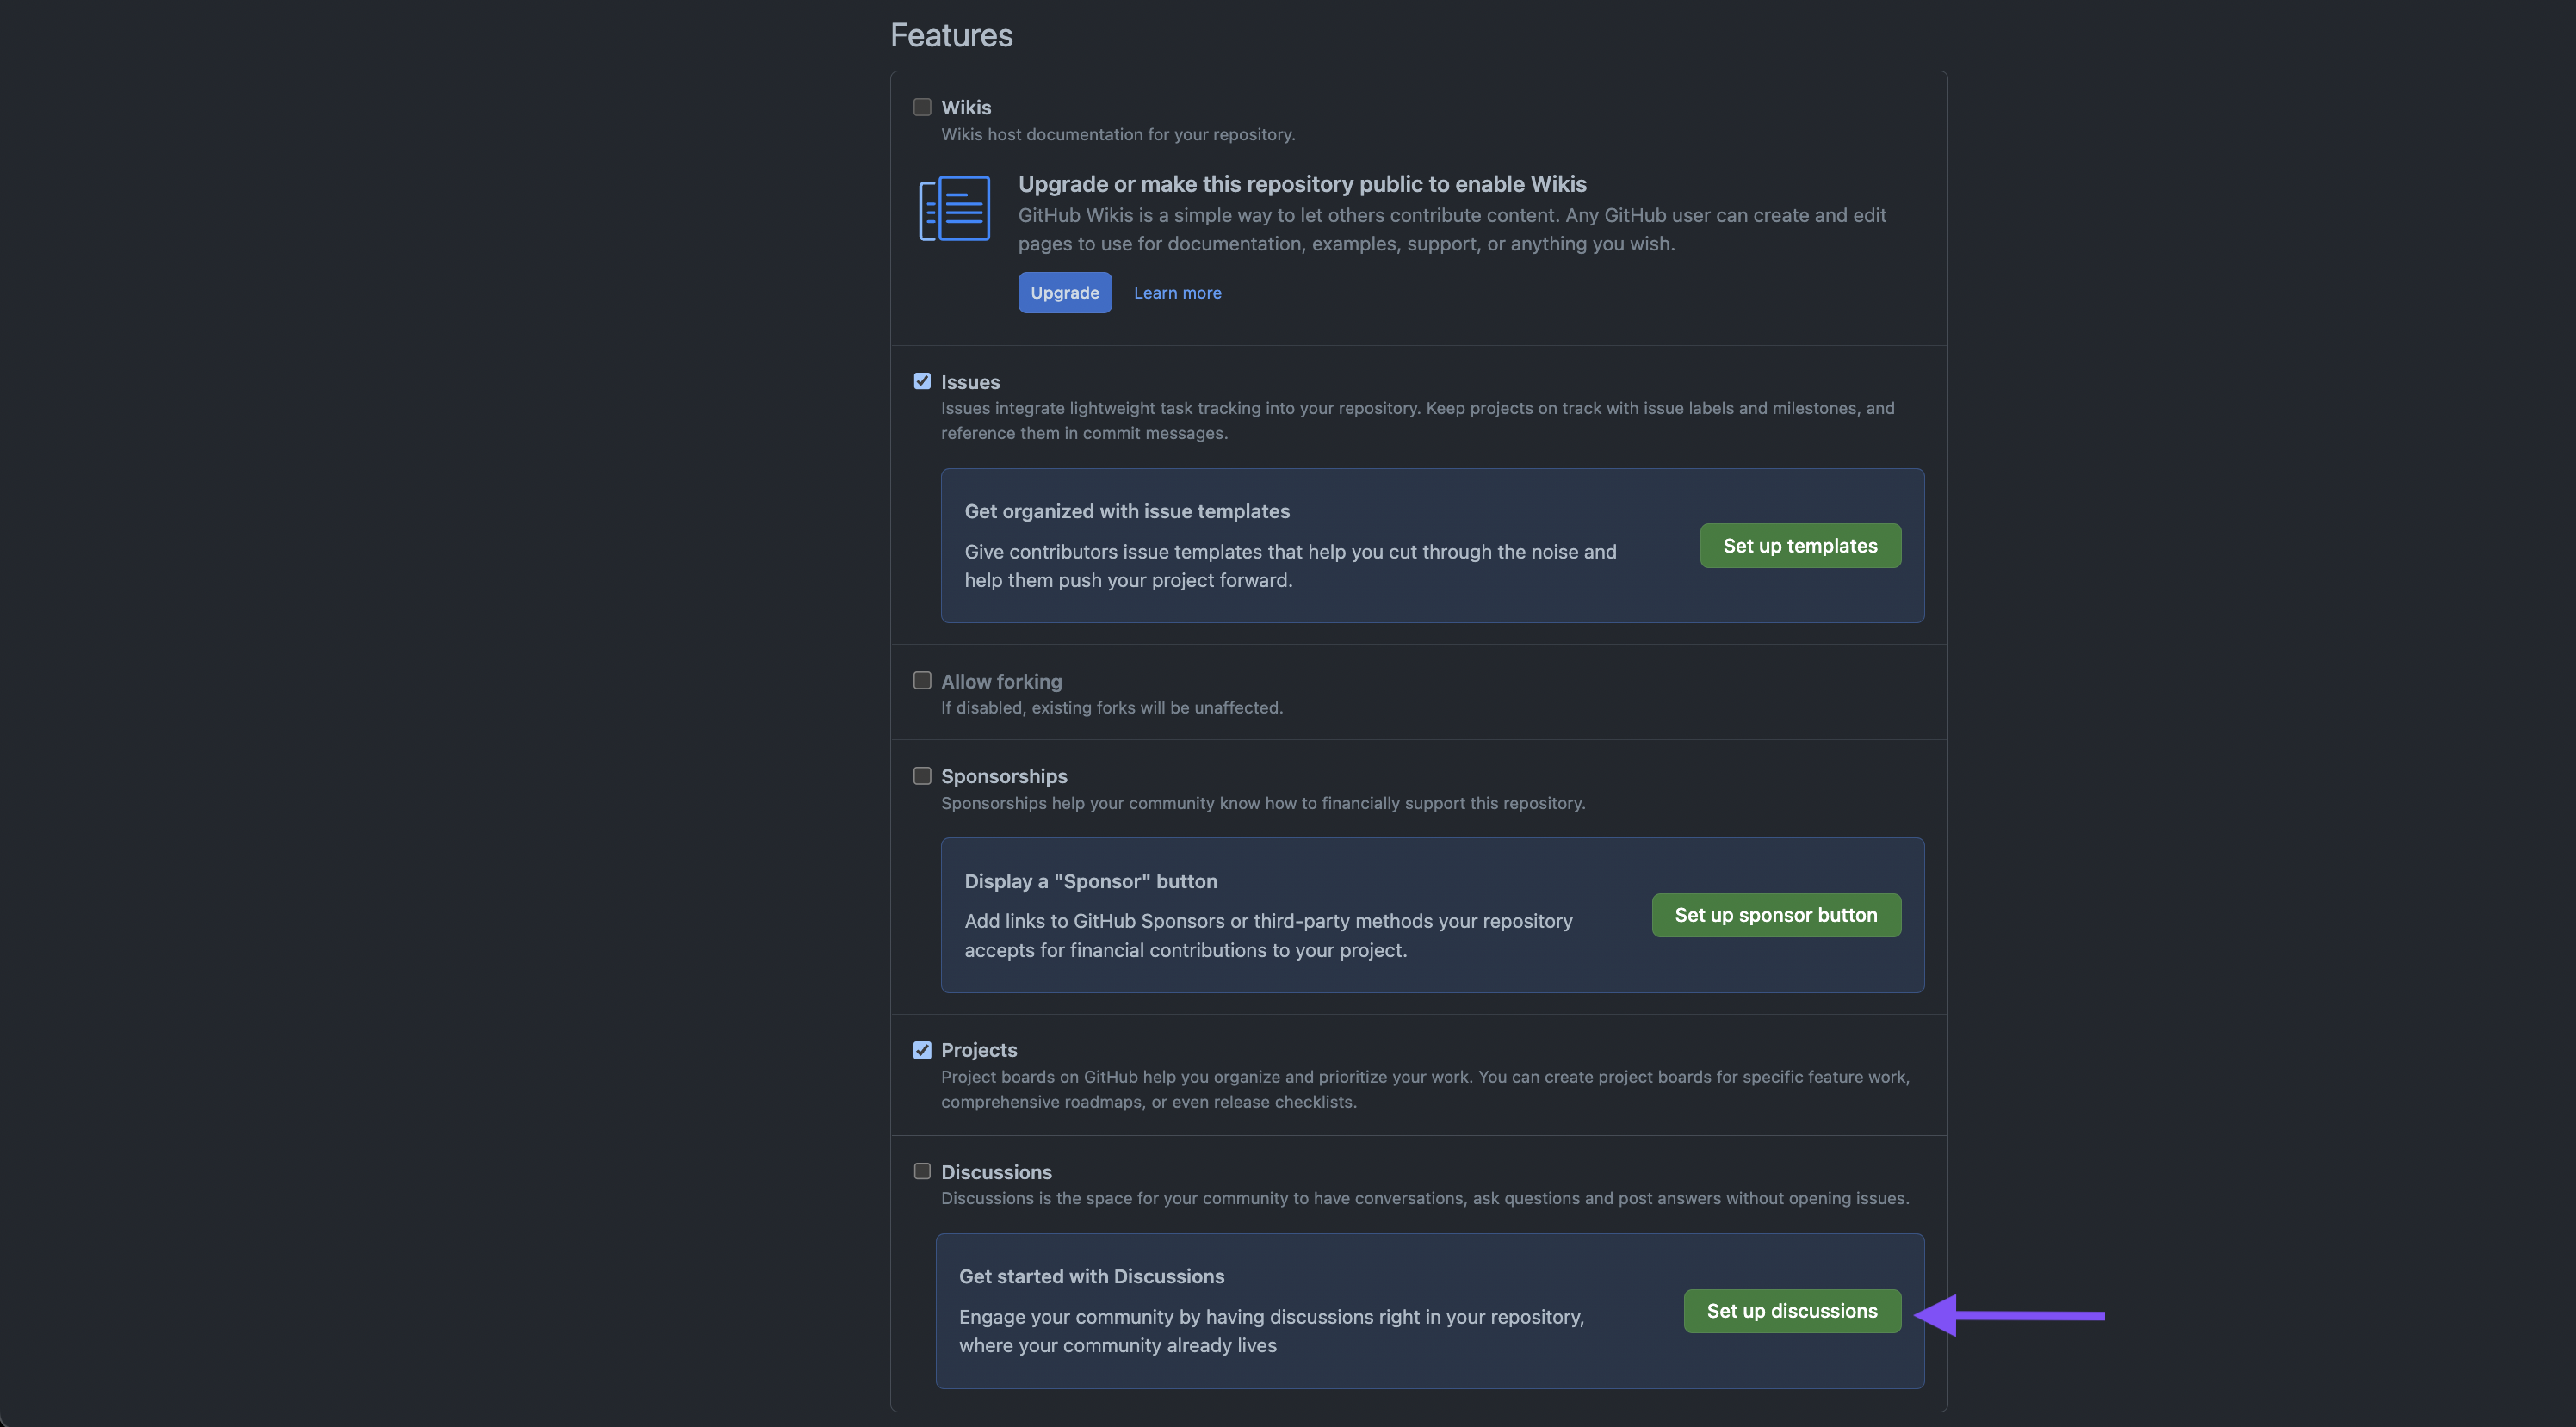 Features
Wikis
Wikis host documentation for your repository.
Upgrade or make this repository public to enable Wikis
GitHub Wikis is a simple way to let others contribute content. Any GitHub user can create and edit
pages to use for documentation, examples, support, or anything you wish.
Upgrade Learn more
Issues
Issues integrate lightweight task tracking into your repository. Keep projects on track with issue labels and milestones, and
reference them in commit messages.
Get organized with issue templates
Give contributors issue templates that help you cut through the noise and
help them push your project forward.
Set up templates
Allow forking
If disabled, existing forks will be unaffected.
Sponsorships
Sponsorships help your community know how to financially support this repository.
Display a "Sponsor" button
Add links to GitHub Sponsors or third-party methods your repository
accepts for financial contributions to your project.
Set up sponsor button
Projects
Project boards on GitHub help you organize and prioritize your work. You can create project boards for specific feature work,
comprehensive roadmaps, or even release checklists.
Discussions
Discussions is the space for your community to have conversations, ask questions and post answers without opening issues.
Get started with Discussions
Engage your community by having discussions right in your repository,
where your community already lives
Set up discussions